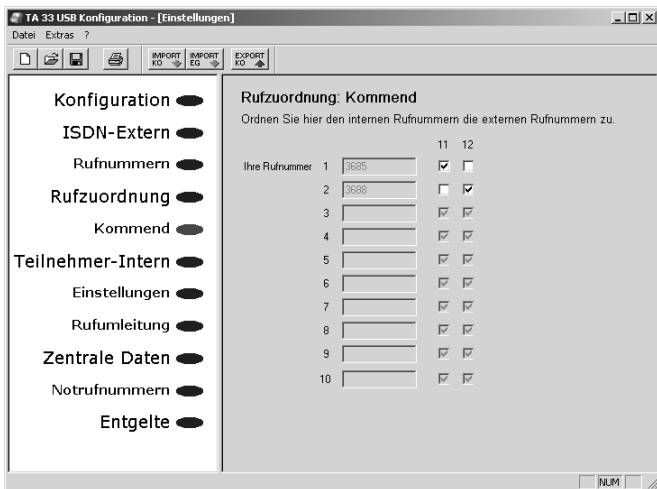 TA 33 USB Konfiguration - [Einstellungen]
Datei Extras ?
IMPORT KO IMPORT EG EXPORT KO
Konfiguration
ISDN-Extern
Rufnummern
Rufzuordnung
Kommend
Teilnehmer-Intern
Einstellungen
Rufumleitung
Zentrale Daten
Notrufnummern
Entgelte
Rufzuordnung: Kommend
Ordnen Sie hier den internen Rufnummern die externen Rufnummern zu.
11 12
Ihre Rufnummer 1 3685
2 3688
3
4
5
6
7
8
9
10
NUM